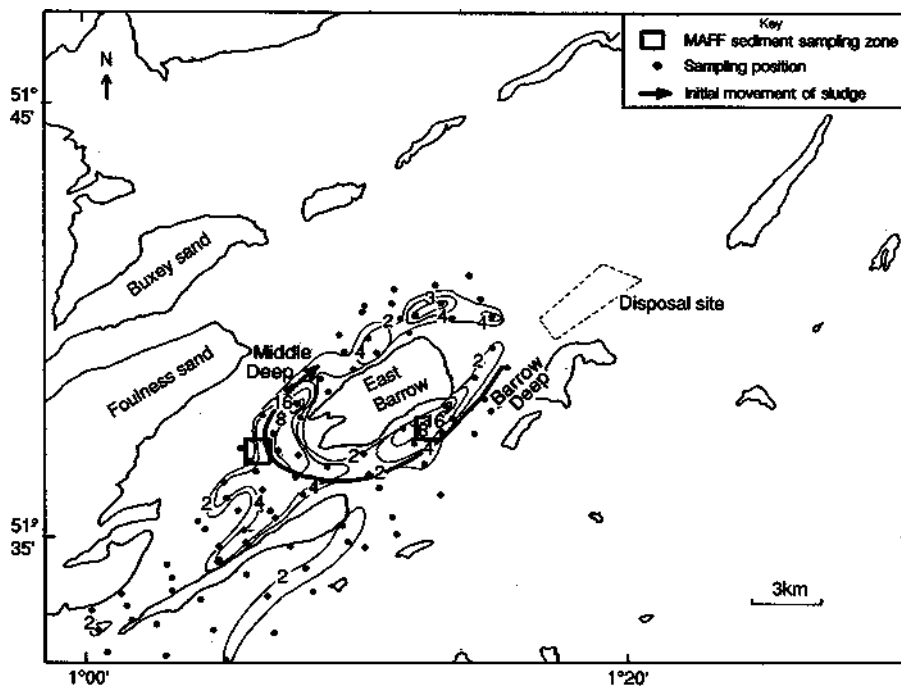 Key
MAFF sediment sampling zone
Sampling position
Initial movement of sludge
N
51°
45'
Buxey sand
Disposal site
3
2
4
4
Middle
Deep
4
2
Foulness sand
East
Barrow
Barrow
Deep
16
8
16
8
4
2
2
4
2
4
51°
35'
2
2
3km
1°00'
1°20'